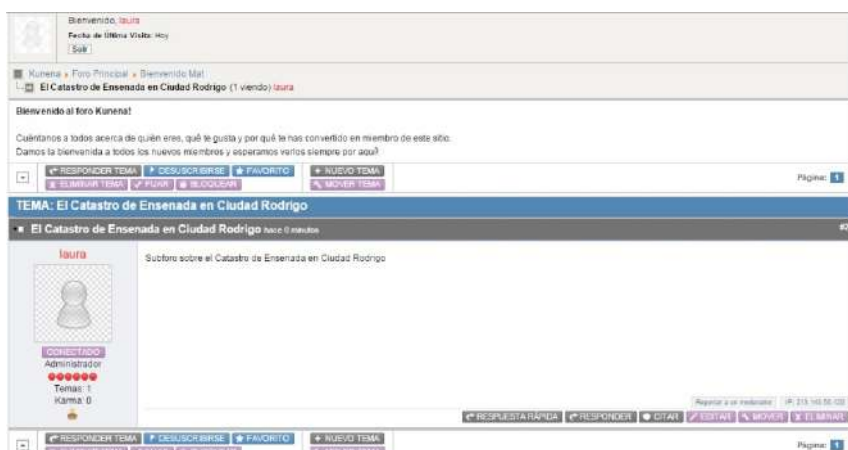 Bienvenido, laura
Fecha de Última Visita: Hoy
Salir
Kunena Foro Principal Bienvenido Mat
El Catastro de Ensenada en Ciudad Rodrigo (1 viendo) laura
Bienvenido al foro Kunena!
Cuéntanos a todos acerca de quién eres, qué te gusta y por qué te has convertido en miembro de este sitio.
Damos la bienvenida a todos los nuevos miembros y esperamos verlos siempre por aquí!
RESPONDER TEMA DESUSCRIBIRSE FAVORITO NUEVO TEMA
ELIMINAR TEMA FIJAR BLOQUEAR MOVER TEMA
Página: 1
TEMA: El Catastro de Ensenada en Ciudad Rodrigo
El Catastro de Ensenada en Ciudad Rodrigo hace 0 minutos
laura
Subforo sobre el Catastro de Ensenada en Ciudad Rodrigo
CONECTADO
Administrador
Temas: 1
Karma: 0
Reportar a un moderador
RESPUESTA RÁPIDA RESPONDER CITAR EDITAR MOVER ELIMINAR
RESPONDER TEMA DESUSCRIBIRSE FAVORITO NUEVO TEMA
Página: 1